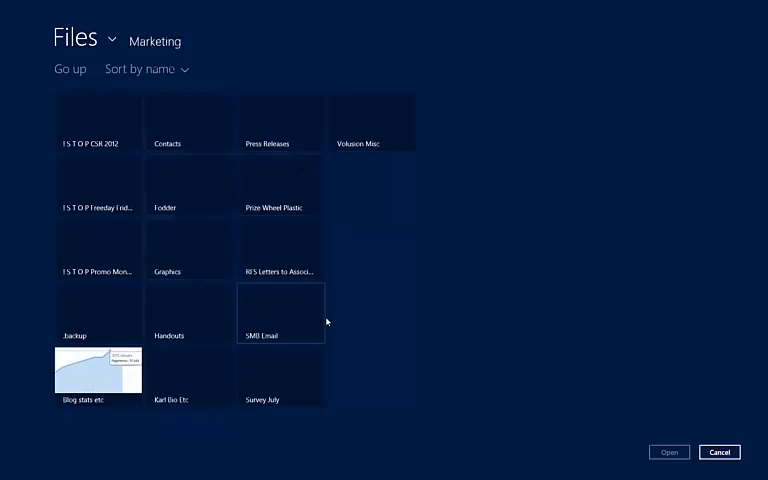 Files Marketing
Go up Sort by name
! S T O P CSR 2012
Contacts
Press Releases
Volusion Misc
! S T O P Freeday Frid...
Fodder
Prize Wheel Plastic
! S T O P Promo Mon...
Graphics
RFS Letters to Associ...
.backup
Handouts
SMB Email
Blog stats etc
Karl Bio Etc
Survey July
Open
Cancel